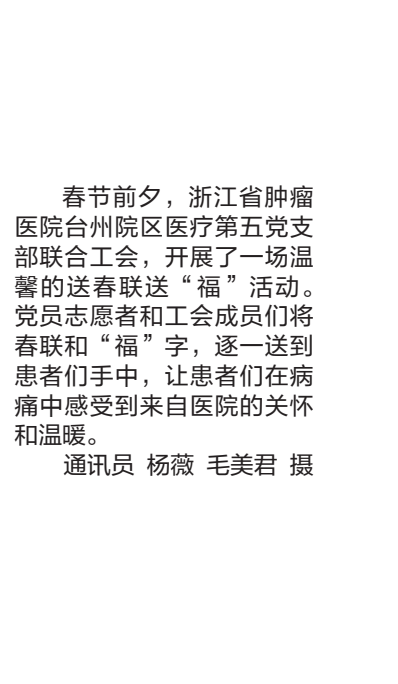 春节前夕，浙江省肿瘤
医院台州院区医疗第五党支
部联合工会，开展了一场温
馨的送春联送“福”活动。
党员志愿者和工会成员们将
春联和“福”字，逐一送到
患者们手中，让患者们在病
痛中感受到来自医院的关怀
和温暖。
通讯员 杨薇 毛美君 摄